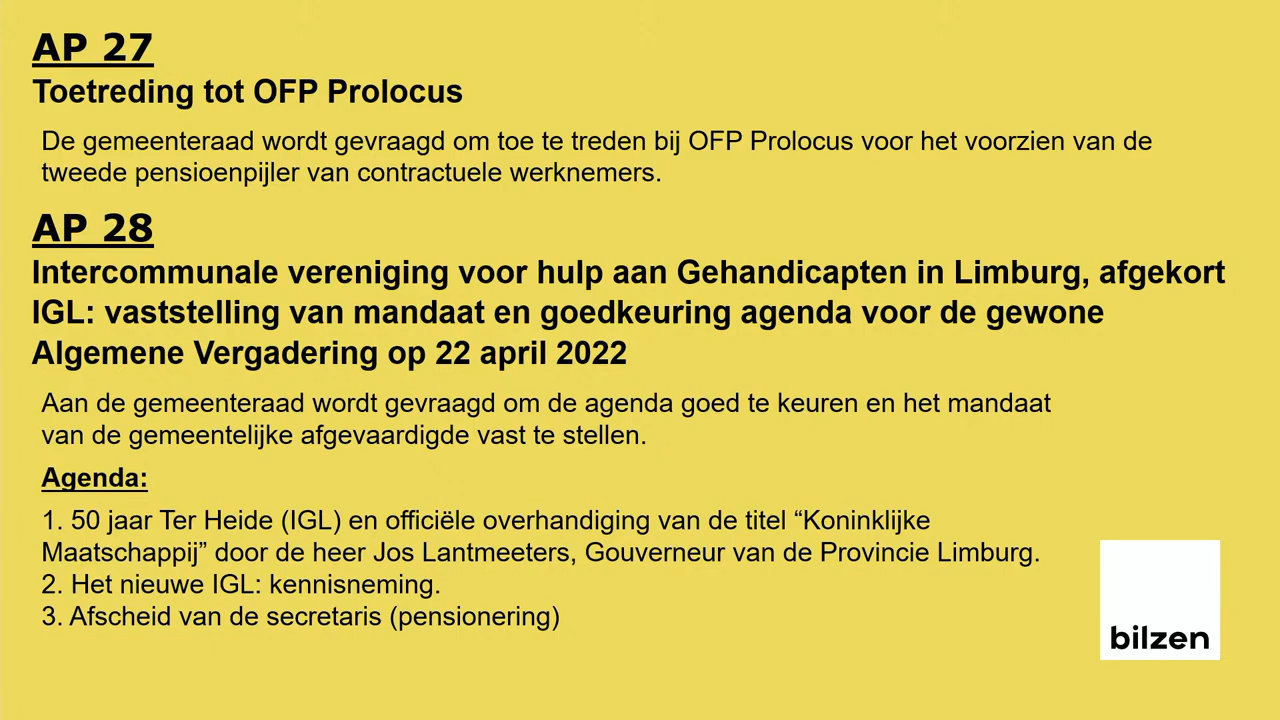 AP 27
Toetreding tot OFP Prolocus
De gemeenteraad wordt gevraagd om toe te treden bij OFP Prolocus voor het voorzien van de
tweede pensioenpijler van contractuele werknemers.
AP 28
Intercommunale vereniging voor hulp aan Gehandicapten in Limburg, afgekort
IGL: vaststelling van mandaat en goedkeuring agenda voor de gewone
Algemene Vergadering op 22 april 2022
Aan de gemeenteraad wordt gevraagd om de agenda goed te keuren en het mandaat
van de gemeentelijke afgevaardigde vast te stellen.
Agenda:
1. 50 jaar Ter Heide (IGL) en officiële overhandiging van de titel “Koninklijke
Maatschappij” door de heer Jos Lantmeeters, Gouverneur van de Provincie Limburg.
2. Het nieuwe IGL: kennisneming.
3. Afscheid van de secretaris (pensionering)
bilzen